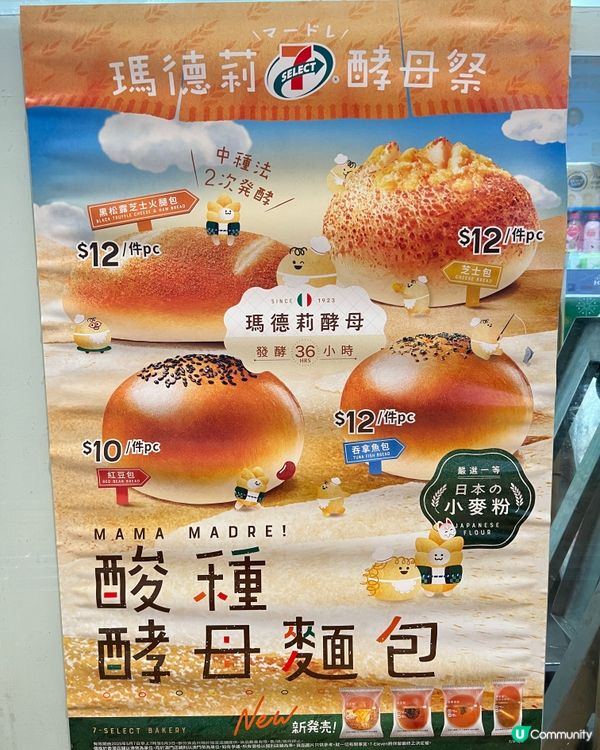 マードレ
瑪德莉 7 SELECT 酵母祭
中種法
2次發酵
黑松露芝士火腿包
BLACK TRUFFLE CHEESE & HAM BREAD
$12/件pc
$12/件pc
芝士包
CHEESE BREAD
SINCE 1923
瑪德莉酵母
發酵 36 小時
HRS
$12/件pc
吞拿魚包
TUNA FISH BREAD
$10/件pc
紅豆包
RED BEAN BREAD
嚴選一等
日本の
小麥粉
JAPANESE
FLOUR
MAMA MADRE!
酸種
酵母麵包
New 新發売!
7-SELECT BAKERY
U Community